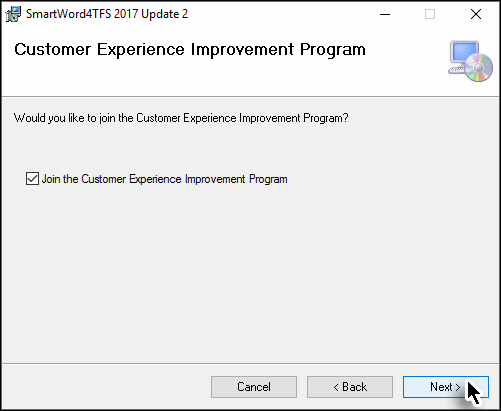 SmartWord4TFS 2017 Update 2
Customer Experience Improvement Program
Would you like to join the Customer Experience Improvement Program?
Join the Customer Experience Improvement Program
Cancel
< Back
Next >